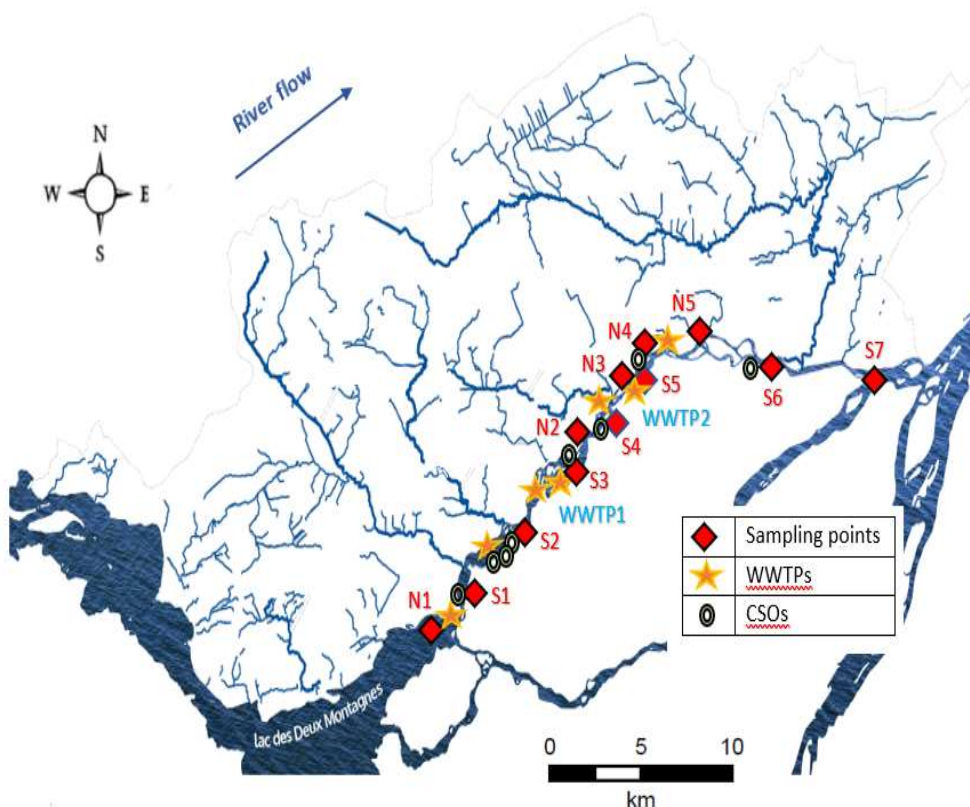 River flow
N
W E
S
N5
N4
S7
N3
S5
S6
WWTP2
N2
S4
S3
WWTP1
S2
N1
S1
lac des Deux Montagnes
Sampling points
WWTPs
CSOs
0 5 10
km